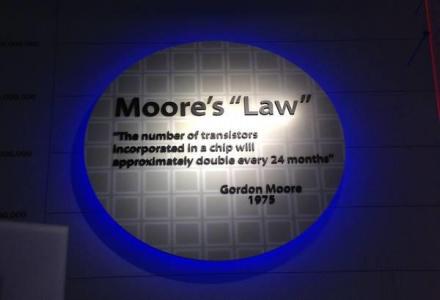 Moore's "Law"
"The number of transistors
incorporated in a chip will
approximately double every 24 months"
Gordon Moore
1975